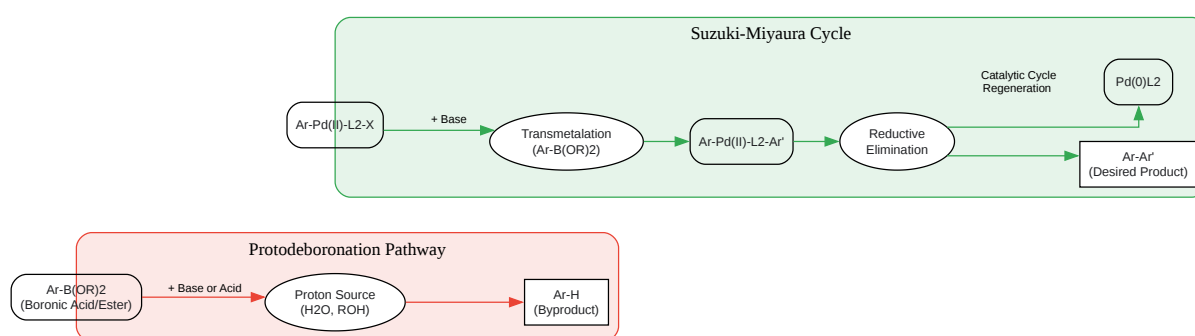 Suzuki-Miyaura Cycle
Ar-Pd(II)-L2-X
+ Base
Transmetalation
(Ar-B(OR)2)
Ar-Pd(II)-L2-Ar'
Reductive
Elimination
Catalytic Cycle
Regeneration
Pd(0)L2
Ar-Ar'
(Desired Product)
Protodeboronation Pathway
Ar-B(OR)2
(Boronic Acid/Ester)
+ Base or Acid
Proton Source
(H2O, ROH)
Ar-H
(Byproduct)